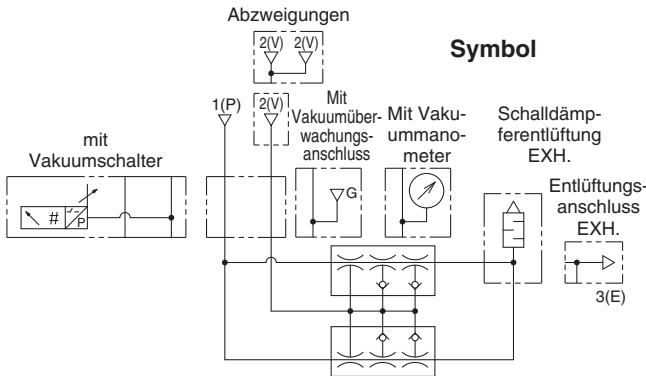 Abzweigungen
2(V) 2(V)
Symbol
1(P)
2(V)
Mit
Vakuumüber-
wachungs-
anschluss
Mit Vaku-
ummano-
meter
Schalldämp-
ferentlüftung
EXH.
mit
Vakuumschalter
Entlüftungs-
anschluss
EXH.
G
#
P
3(E)